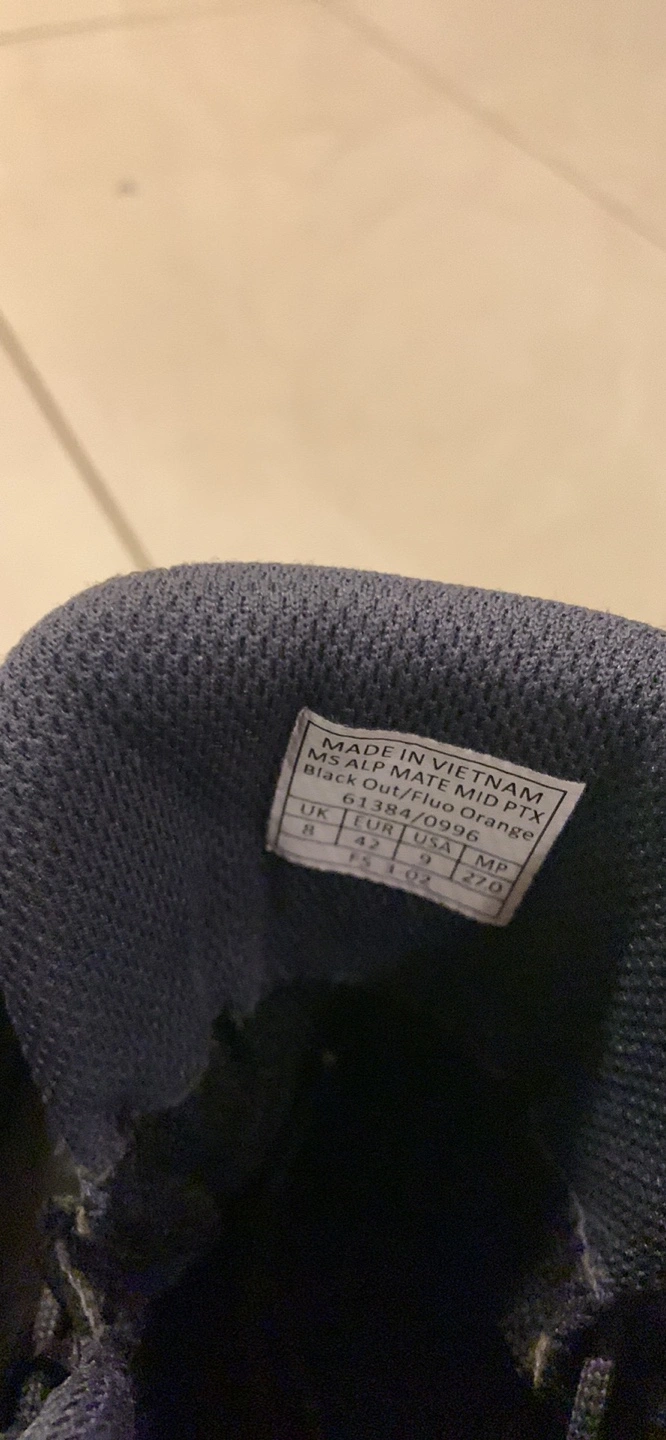 MADE IN VIETNAM
MS ALP MATE MID PTX
Black Out/Fluo Orange
61384/0996
UK EUR USA MP
8 42 9 270
FS 1 02